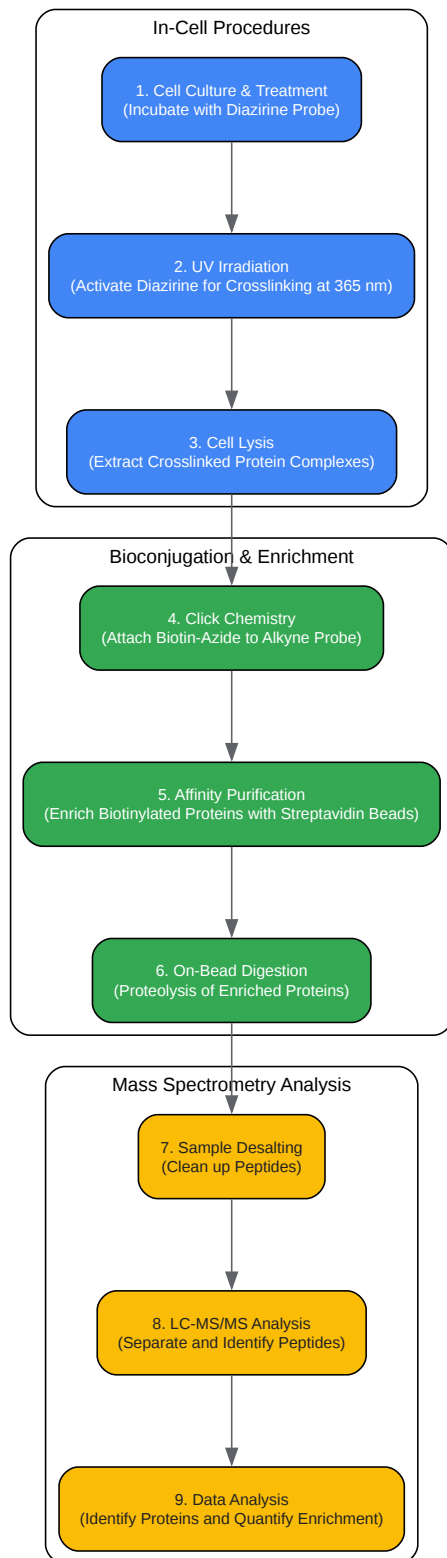 In-Cell Procedures
1. Cell Culture & Treatment
(Incubate with Diazirine Probe)
2. UV Irradiation
(Activate Diazirine for Crosslinking at 365 nm)
3. Cell Lysis
(Extract Crosslinked Protein Complexes)
Bioconjugation & Enrichment
4. Click Chemistry
(Attach Biotin-Azide to Alkyne Probe)
5. Affinity Purification
(Enrich Biotinylated Proteins with Streptavidin Beads)
6. On-Bead Digestion
(Proteolysis of Enriched Proteins)
Mass Spectrometry Analysis
7. Sample Desalting
(Clean up Peptides)
8. LC-MS/MS Analysis
(Separate and Identify Peptides)
9. Data Analysis
(Identify Proteins and Quantify Enrichment)